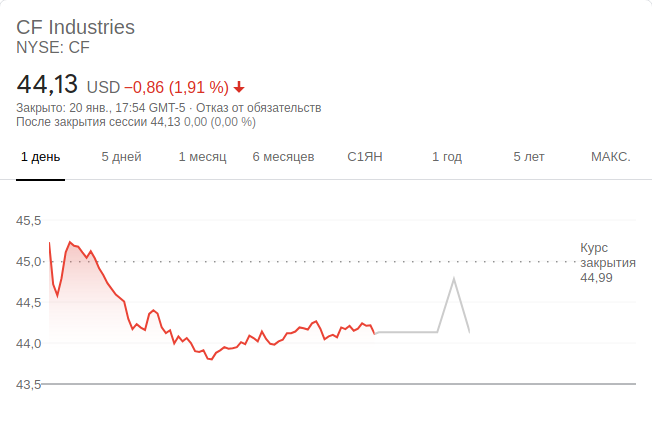 CF Industries
NYSE: CF
44,13 USD −0,86 (1,91 %)
Закрыто: 20 янв., 17:54 GMT-5 · Отказ от обязательств
После закрытия сессии 44,13 0,00 (0,00 %)
1 день 5 дней 1 месяц 6 месяцев С1ЯН 1 год 5 лет МАКС.
45,5
45,0
44,5
44,0
43,5
Курс
закрытия
44,99